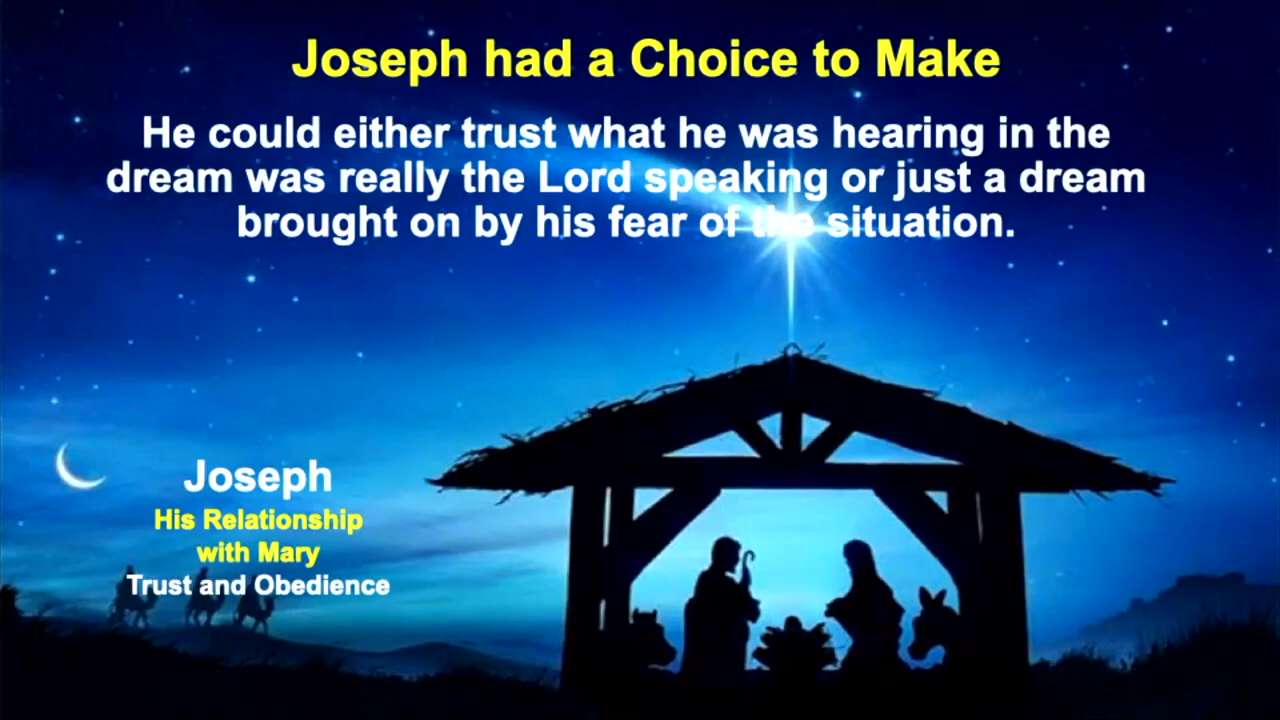 Joseph had a Choice to Make
He could either trust what he was hearing in the
dream was really the Lord speaking or just a dream
brought on by his fear of the situation.
Joseph
His Relationship
with Mary
Trust and Obedience